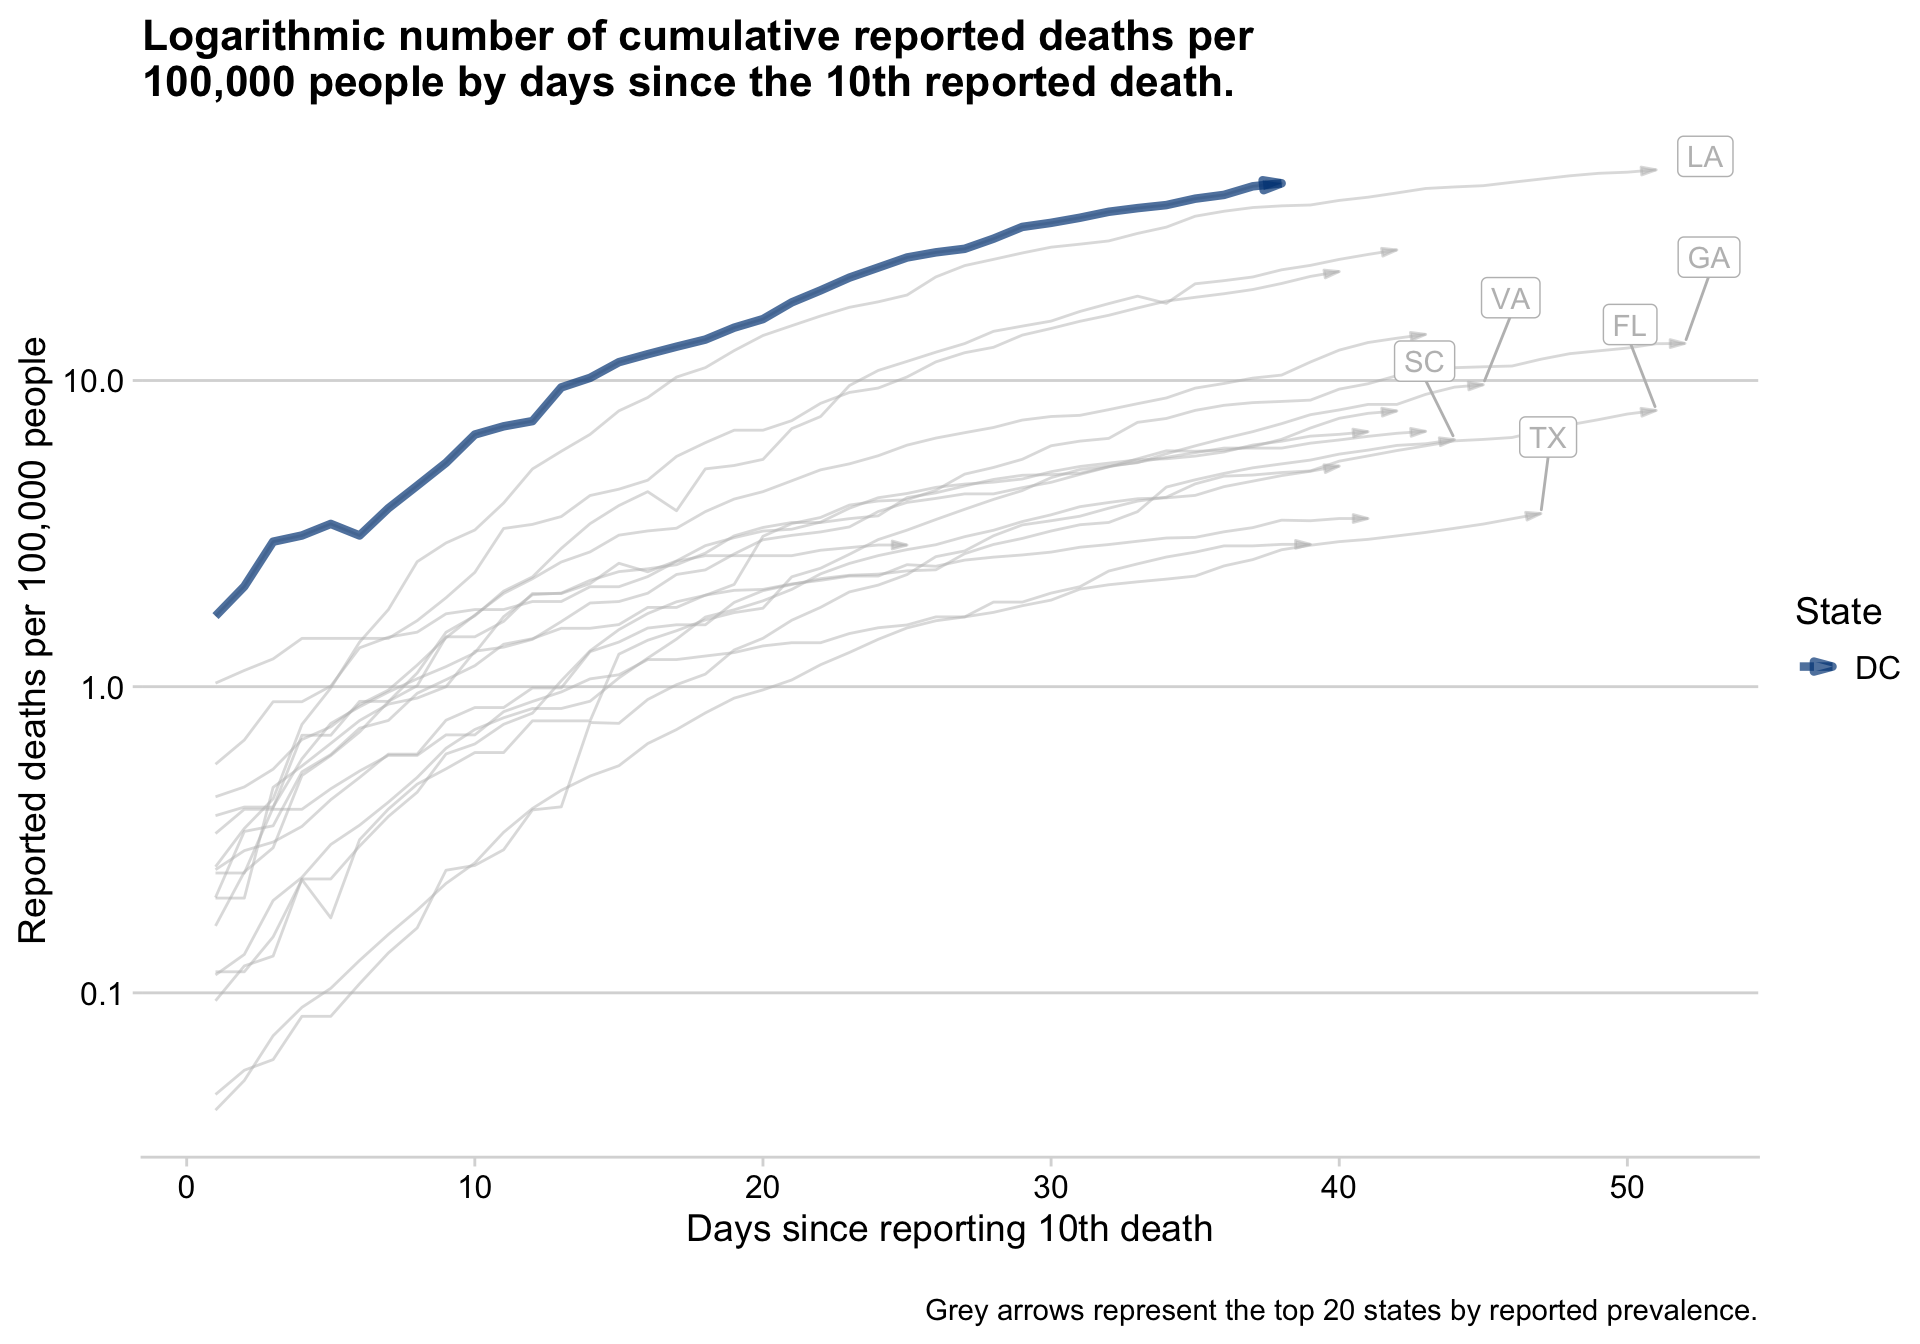 Logarithmic number of cumulative reported deaths per
100,000 people by days since the 10th reported death.
LA
GA
VA
FL
SC
TX
10.0
1.0
0.1
Reported deaths per 100,000 people
State
DC
0 10 20 30 40 50
Days since reporting 10th death
Grey arrows represent the top 20 states by reported prevalence.